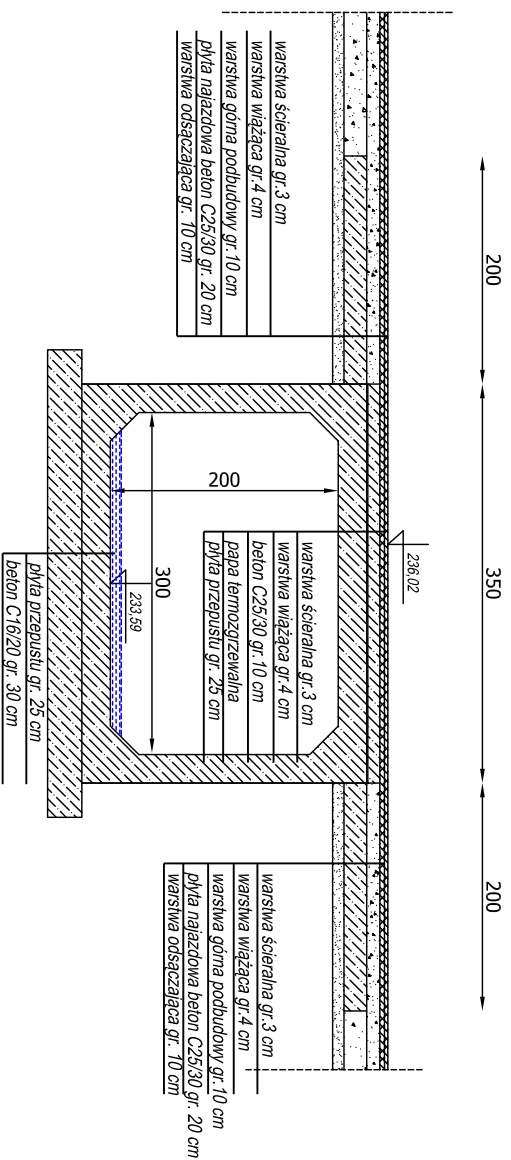 200
350
200
236.02
warstwa ścieralna gr.3 cm
warstwa wiążąca gr.4 cm
warstwa górna podbudowy gr.10 cm
płyta najazdowa beton C25/30 gr. 20 cm
warstwa odsączająca gr. 10 cm
warstwa ścieralna gr.3 cm
warstwa wiążąca gr.4 cm
beton C25/30 gr.10 cm
papa termozgrzewalna
płyta przepustu gr. 25 cm
warstwa ścieralna gr.3 cm
warstwa wiążąca gr.4 cm
warstwa górna podbudowy gr.10 cm
płyta najazdowa beton C25/30 gr. 20 cm
warstwa odsączająca gr. 10 cm
200
300
233,59
płyta przepustu gr. 25 cm
beton C16/20 gr. 30 cm